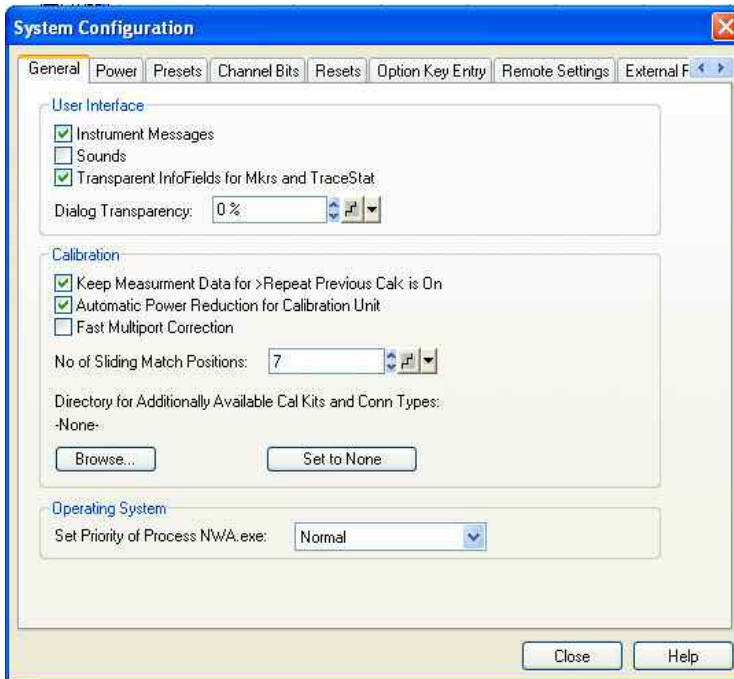 System Configuration
General Power Presets Channel Bits Resets Option Key Entry Remote Settings External F
User Interface
Instrument Messages
Sounds
Transparent InfoFields for Mkrs and TraceStat
Dialog Transparency: 0 %
Calibration
Keep Measurment Data for >Repeat Previous Cal< is On
Automatic Power Reduction for Calibration Unit
Fast Multiport Correction
No of Sliding Match Positions: 7
Directory for Additionally Available Cal Kits and Conn Types:
-None-
Browse... Set to None
Operating System
Set Priority of Process NWA.exe: Normal
Close Help